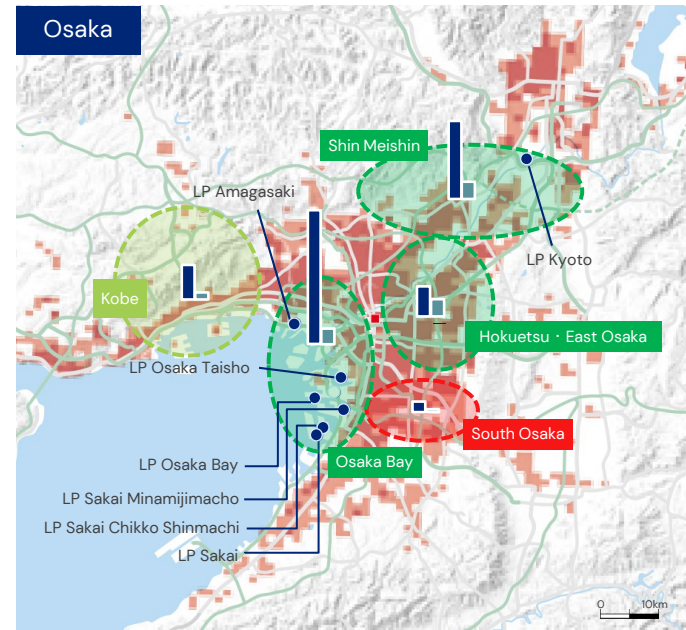 Osaka
Shin Meishin
LP Amagasaki
LP Kyoto
Kobe
Hokuetsu・East Osaka
LP Osaka Taisho
South Osaka
Osaka Bay
LP Osaka Bay
LP Sakai Minamijimacho
LP Sakai Chikko Shinmachi
LP Sakai
0 10km